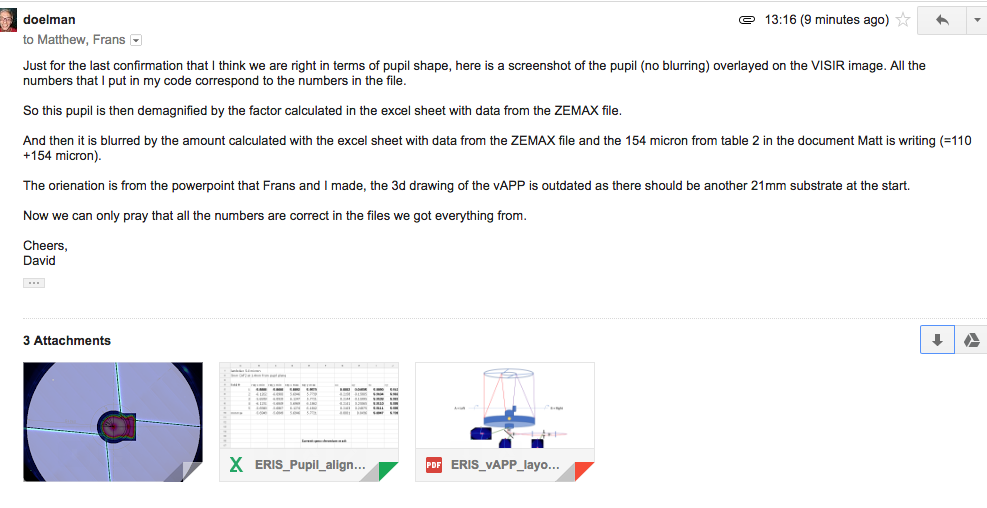 doelman
13:16 (9 minutes ago)
to Matthew, Frans
Just for the last confirmation that I think we are right in terms of pupil shape, here is a screenshot of the pupil (no blurring) overlayed on the VISIR image. All the
numbers that I put in my code correspond to the numbers in the file.
So this pupil is then demagnified by the factor calculated in the excel sheet with data from the ZEMAX file.
And then it is blurred by the amount calculated with the excel sheet with data from the ZEMAX file and the 154 micron from table 2 in the document Matt is writing (=110
+154 micron).
The orienation is from the powerpoint that Frans and I made, the 3d drawing of the vAPP is outdated as there should be another 21mm substrate at the start.
Now we can only pray that all the numbers are correct in the files we got everything from.
Cheers,
David
3 Attachments
ERIS_Pupil_align...
PDF ERIS_vAPP_layo...